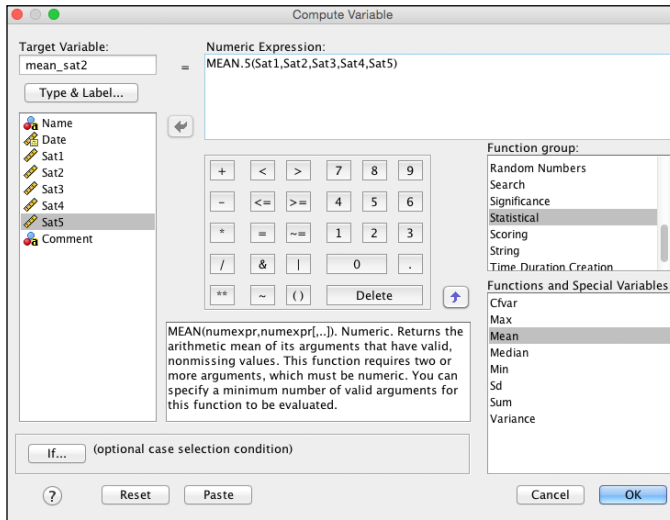 Compute Variable
Target Variable:
mean_sat2
Type & Label...
=
Numeric Expression:
MEAN.5(Sat1,Sat2,Sat3,Sat4,Sat5)
Name
Date
Sat1
Sat2
Sat3
Sat4
Sat5
Comment
+ < > 7 8 9
- <= >= 4 5 6
* = ~= 1 2 3
/ & | 0 .
** ~ () Delete
Function group:
Random Numbers
Search
Significance
Statistical
Scoring
String
Time Duration Creation
Functions and Special Variables:
Cfvar
Max
Mean
Median
Min
Sd
Sum
Variance
MEAN(numexpr,numexpr[,..]). Numeric. Returns the
arithmetic mean of its arguments that have valid,
nonmissing values. This function requires two or
more arguments, which must be numeric. You can
specify a minimum number of valid arguments for
this function to be evaluated.
If... (optional case selection condition)
? Reset Paste Cancel OK